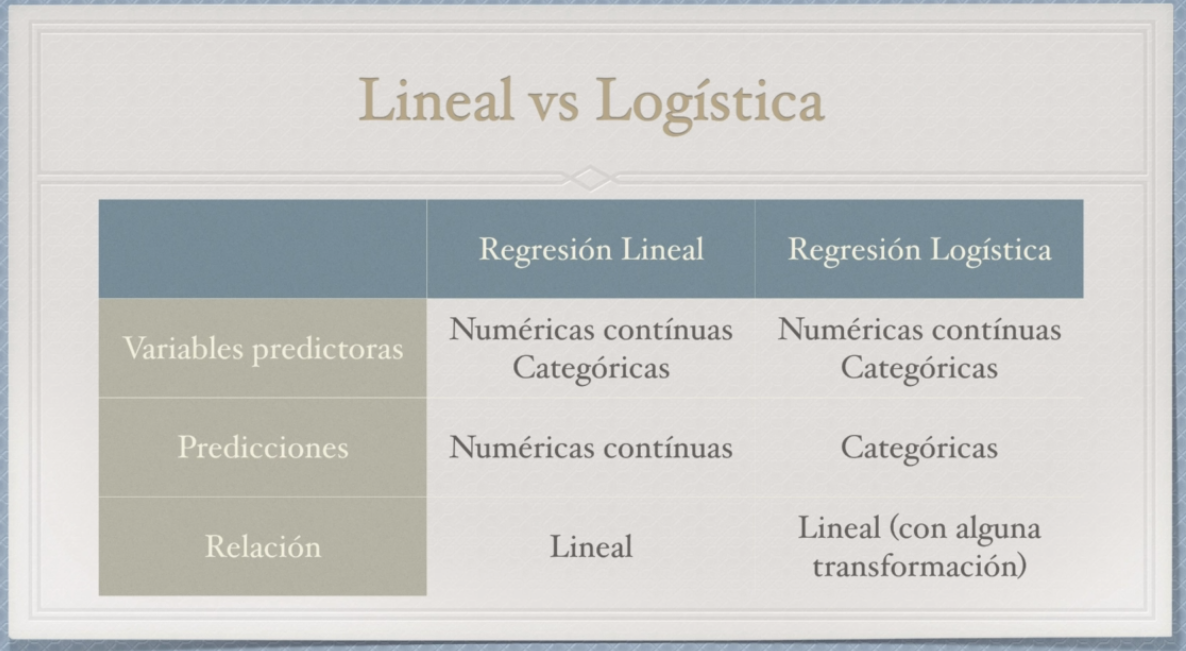 Lineal vs Logística
Regresión Lineal
Regresión Logística
Variables predictoras
Numéricas contínuas
Categóricas
Numéricas contínuas
Categóricas
Predicciones
Numéricas contínuas
Categóricas
Relación
Lineal
Lineal (con alguna
transformación)